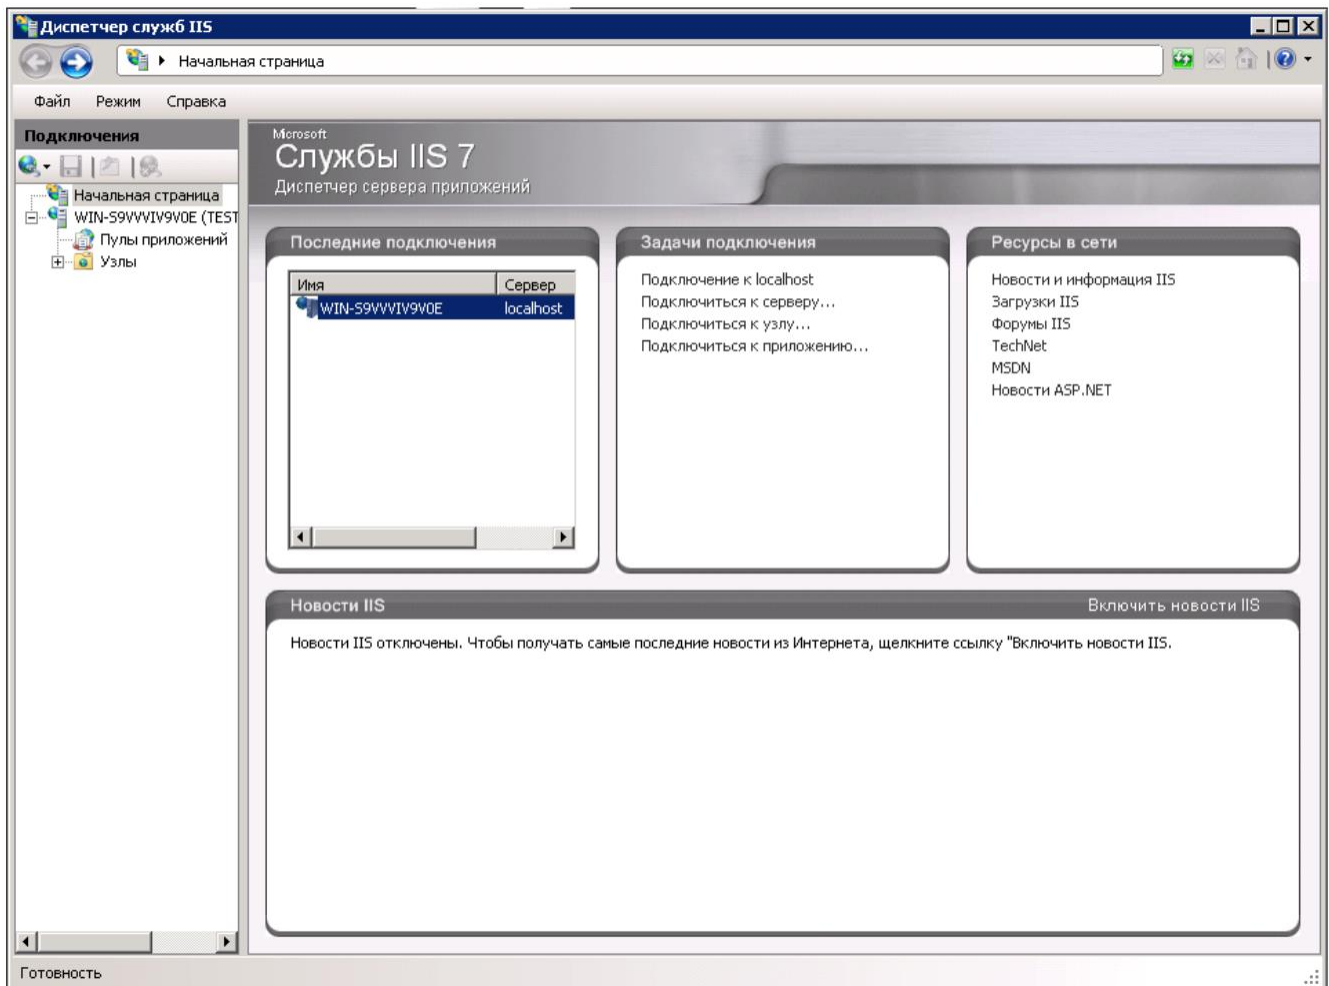 Диспетчер служб IIS
Начальная страница
Файл Режим Справка
Подключения
Начальная страница
WIN-S9VVVIV9V0E (TEST
Пулы приложений
Узлы
Microsoft
Службы IIS 7
Диспетчер сервера приложений
Последние подключения
Имя Сервер
WIN-S9VVVIV9V0E localhost
Задачи подключения
Подключение к localhost
Подключиться к серверу...
Подключиться к узлу...
Подключиться к приложению...
Ресурсы в сети
Новости и информация IIS
Загрузки IIS
Форумы IIS
TechNet
MSDN
Новости ASP.NET
Новости IIS Включить новости IIS
Новости IIS отключены. Чтобы получать самые последние новости из Интернета, щелкните ссылку "Включить новости IIS.
Готовность